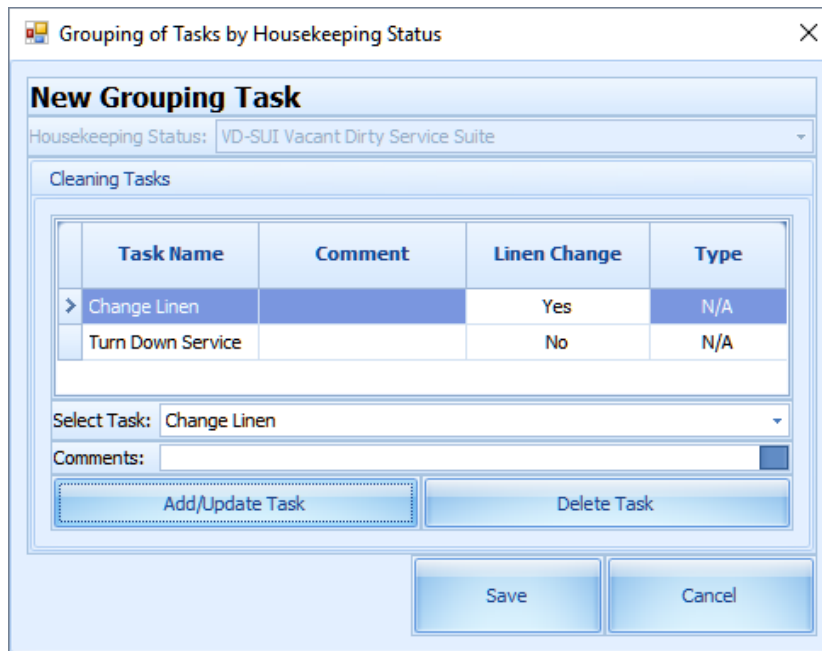 Grouping of Tasks by Housekeeping Status
New Grouping Task
Housekeeping Status: VD-SUI Vacant Dirty Service Suite
Cleaning Tasks
Task Name Comment Linen Change Type
Change Linen Yes N/A
Turn Down Service No N/A
Select Task: Change Linen
Comments:
Add/Update Task Delete Task
Save Cancel